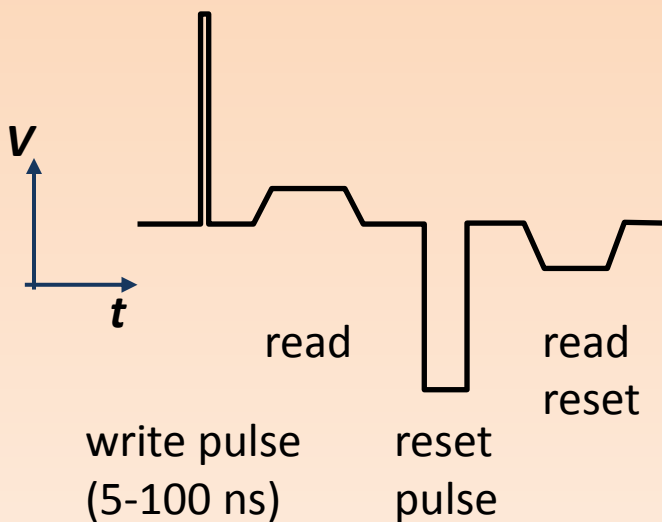 V
t
read
read
reset
write pulse
(5-100 ns)
reset
pulse